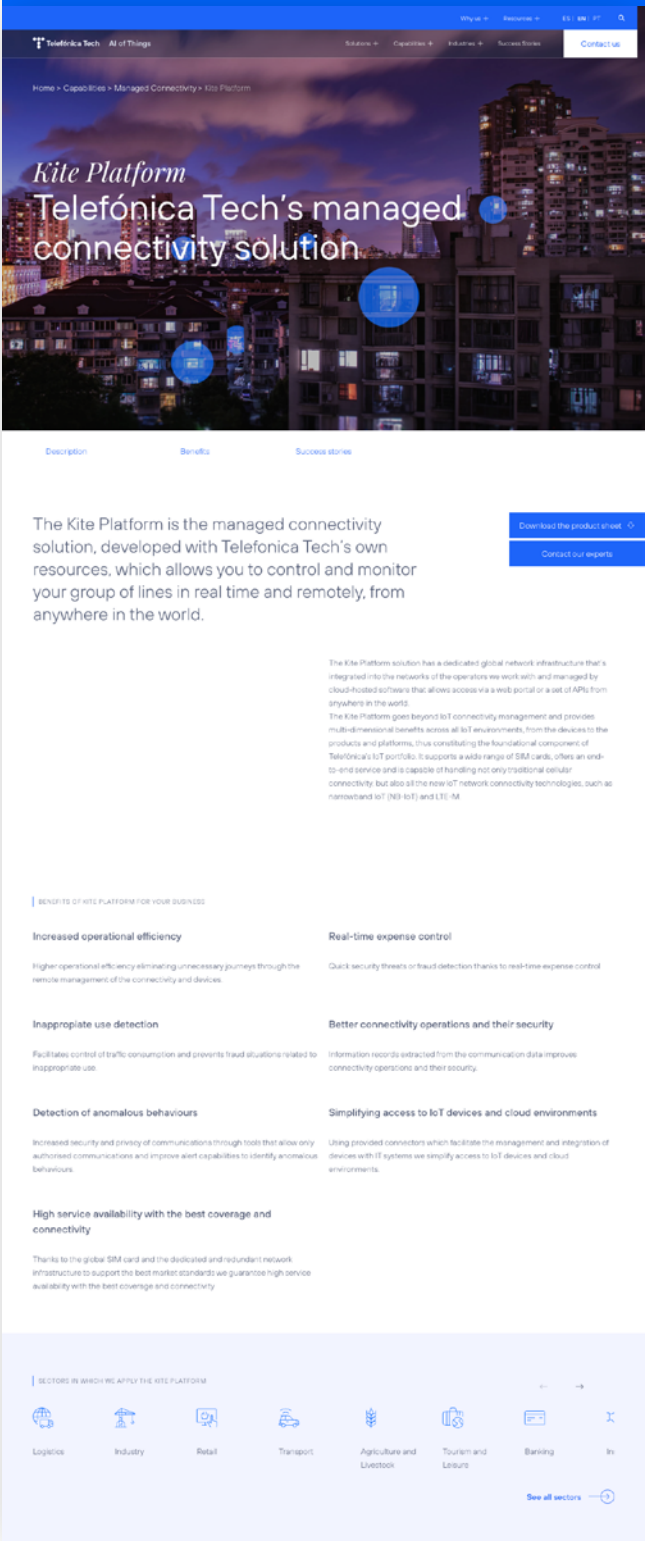 Why us +
Resources +
ES | EN | PT
Telefónica Tech
AI of Things
Solutions +
Capabilities +
Industries +
Success Stories
Contact us
Home > Capabilities > Managed Connectivity > Kite Platform
Kite Platform
Telefónica Tech's managed
connectivity solution
Description
Benefits
Success stories
The Kite Platform is the managed connectivity
solution, developed with Telefonica Tech's own
resources, which allows you to control and monitor
your group of lines in real time and remotely, from
anywhere in the world.
Download the product sheet
Contact our experts
The Kite Platform solution has a dedicated global network infrastructure that's
integrated into the networks of the operators we work with and managed by
cloud-hosted software that allows access via a web portal or a set of APIs from
anywhere in the world.
The Kite Platform goes beyond IoT connectivity management and provides
multi-dimensional benefits across all IoT environments, from the devices to the
products and platforms, thus constituting the foundational component of
Telefónica's IoT portfolio. It supports a wide range of SIM cards, offers an end-
to-end service and is capable of handling not only traditional cellular
connectivity, but also all the new IoT network connectivity technologies, such as
narrowband IoT (NB-IoT) and LTE-M.
BENEFITS OF KITE PLATFORM FOR YOUR BUSINESS
Increased operational efficiency
Higher operational efficiency eliminating unnecessary journeys through the
remote management of the connectivity and devices.
Real-time expense control
Quick security threats or fraud detection thanks to real-time expense control
Inappropiate use detection
Facilitates control of traffic consumption and prevents fraud situations related to
inappropriate use.
Better connectivity operations and their security
Information records extracted from the communication data improves
connectivity operations and their security.
Detection of anomalous behaviours
Increased security and privacy of communications through tools that allow only
authorised communications and improve alert capabilities to identify anomalous
behaviours.
Simplifying access to IoT devices and cloud environments
Using provided connectors which facilitate the management and integration of
devices with IT systems we simplify access to IoT devices and cloud
environments.
High service availability with the best coverage and
connectivity
Thanks to the global SIM card and the dedicated and redundant network
infrastructure to support the best market standards we guarantee high service
availability with the best coverage and connectivity
SECTORS IN WHICH WE APPLY THE KITE PLATFORM
Logistics
Industry
Retail
Transport
Agriculture and
Livestock
Tourism and
Leisure
Banking
In
See all sectors